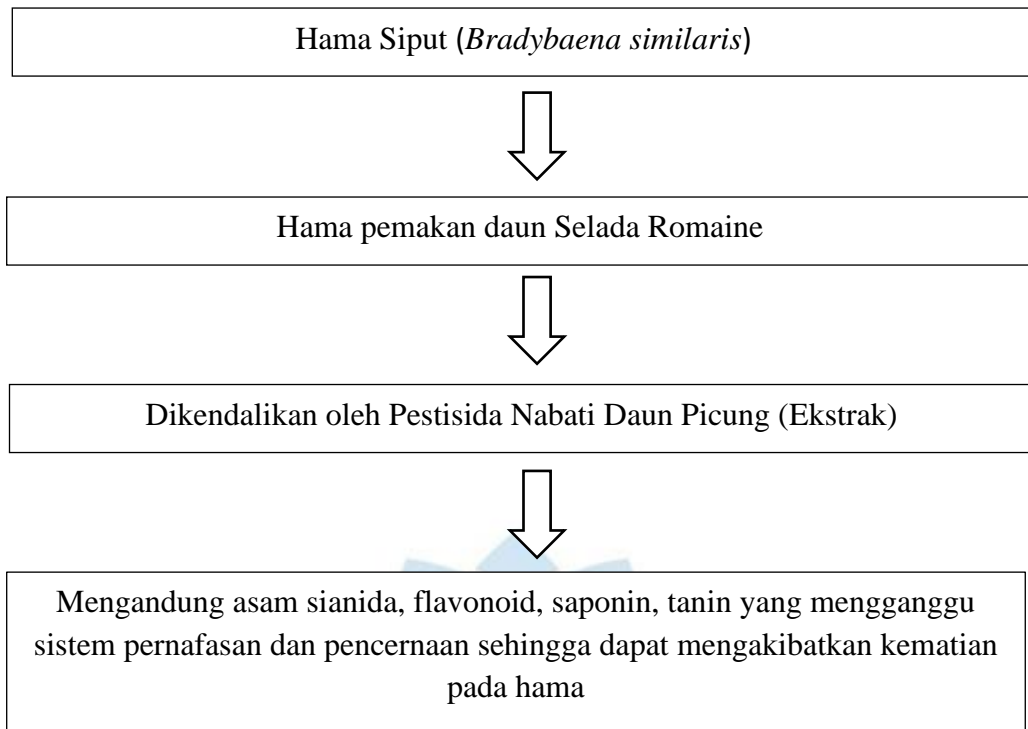 Hama Siput (Bradybaena similaris)
Hama pemakan daun Selada Romaine
Dikendalikan oleh Pestisida Nabati Daun Picung (Ekstrak)
Mengandung asam sianida, flavonoid, saponin, tanin yang mengganggu
sistem pernafasan dan pencernaan sehingga dapat mengakibatkan kematian
pada hama